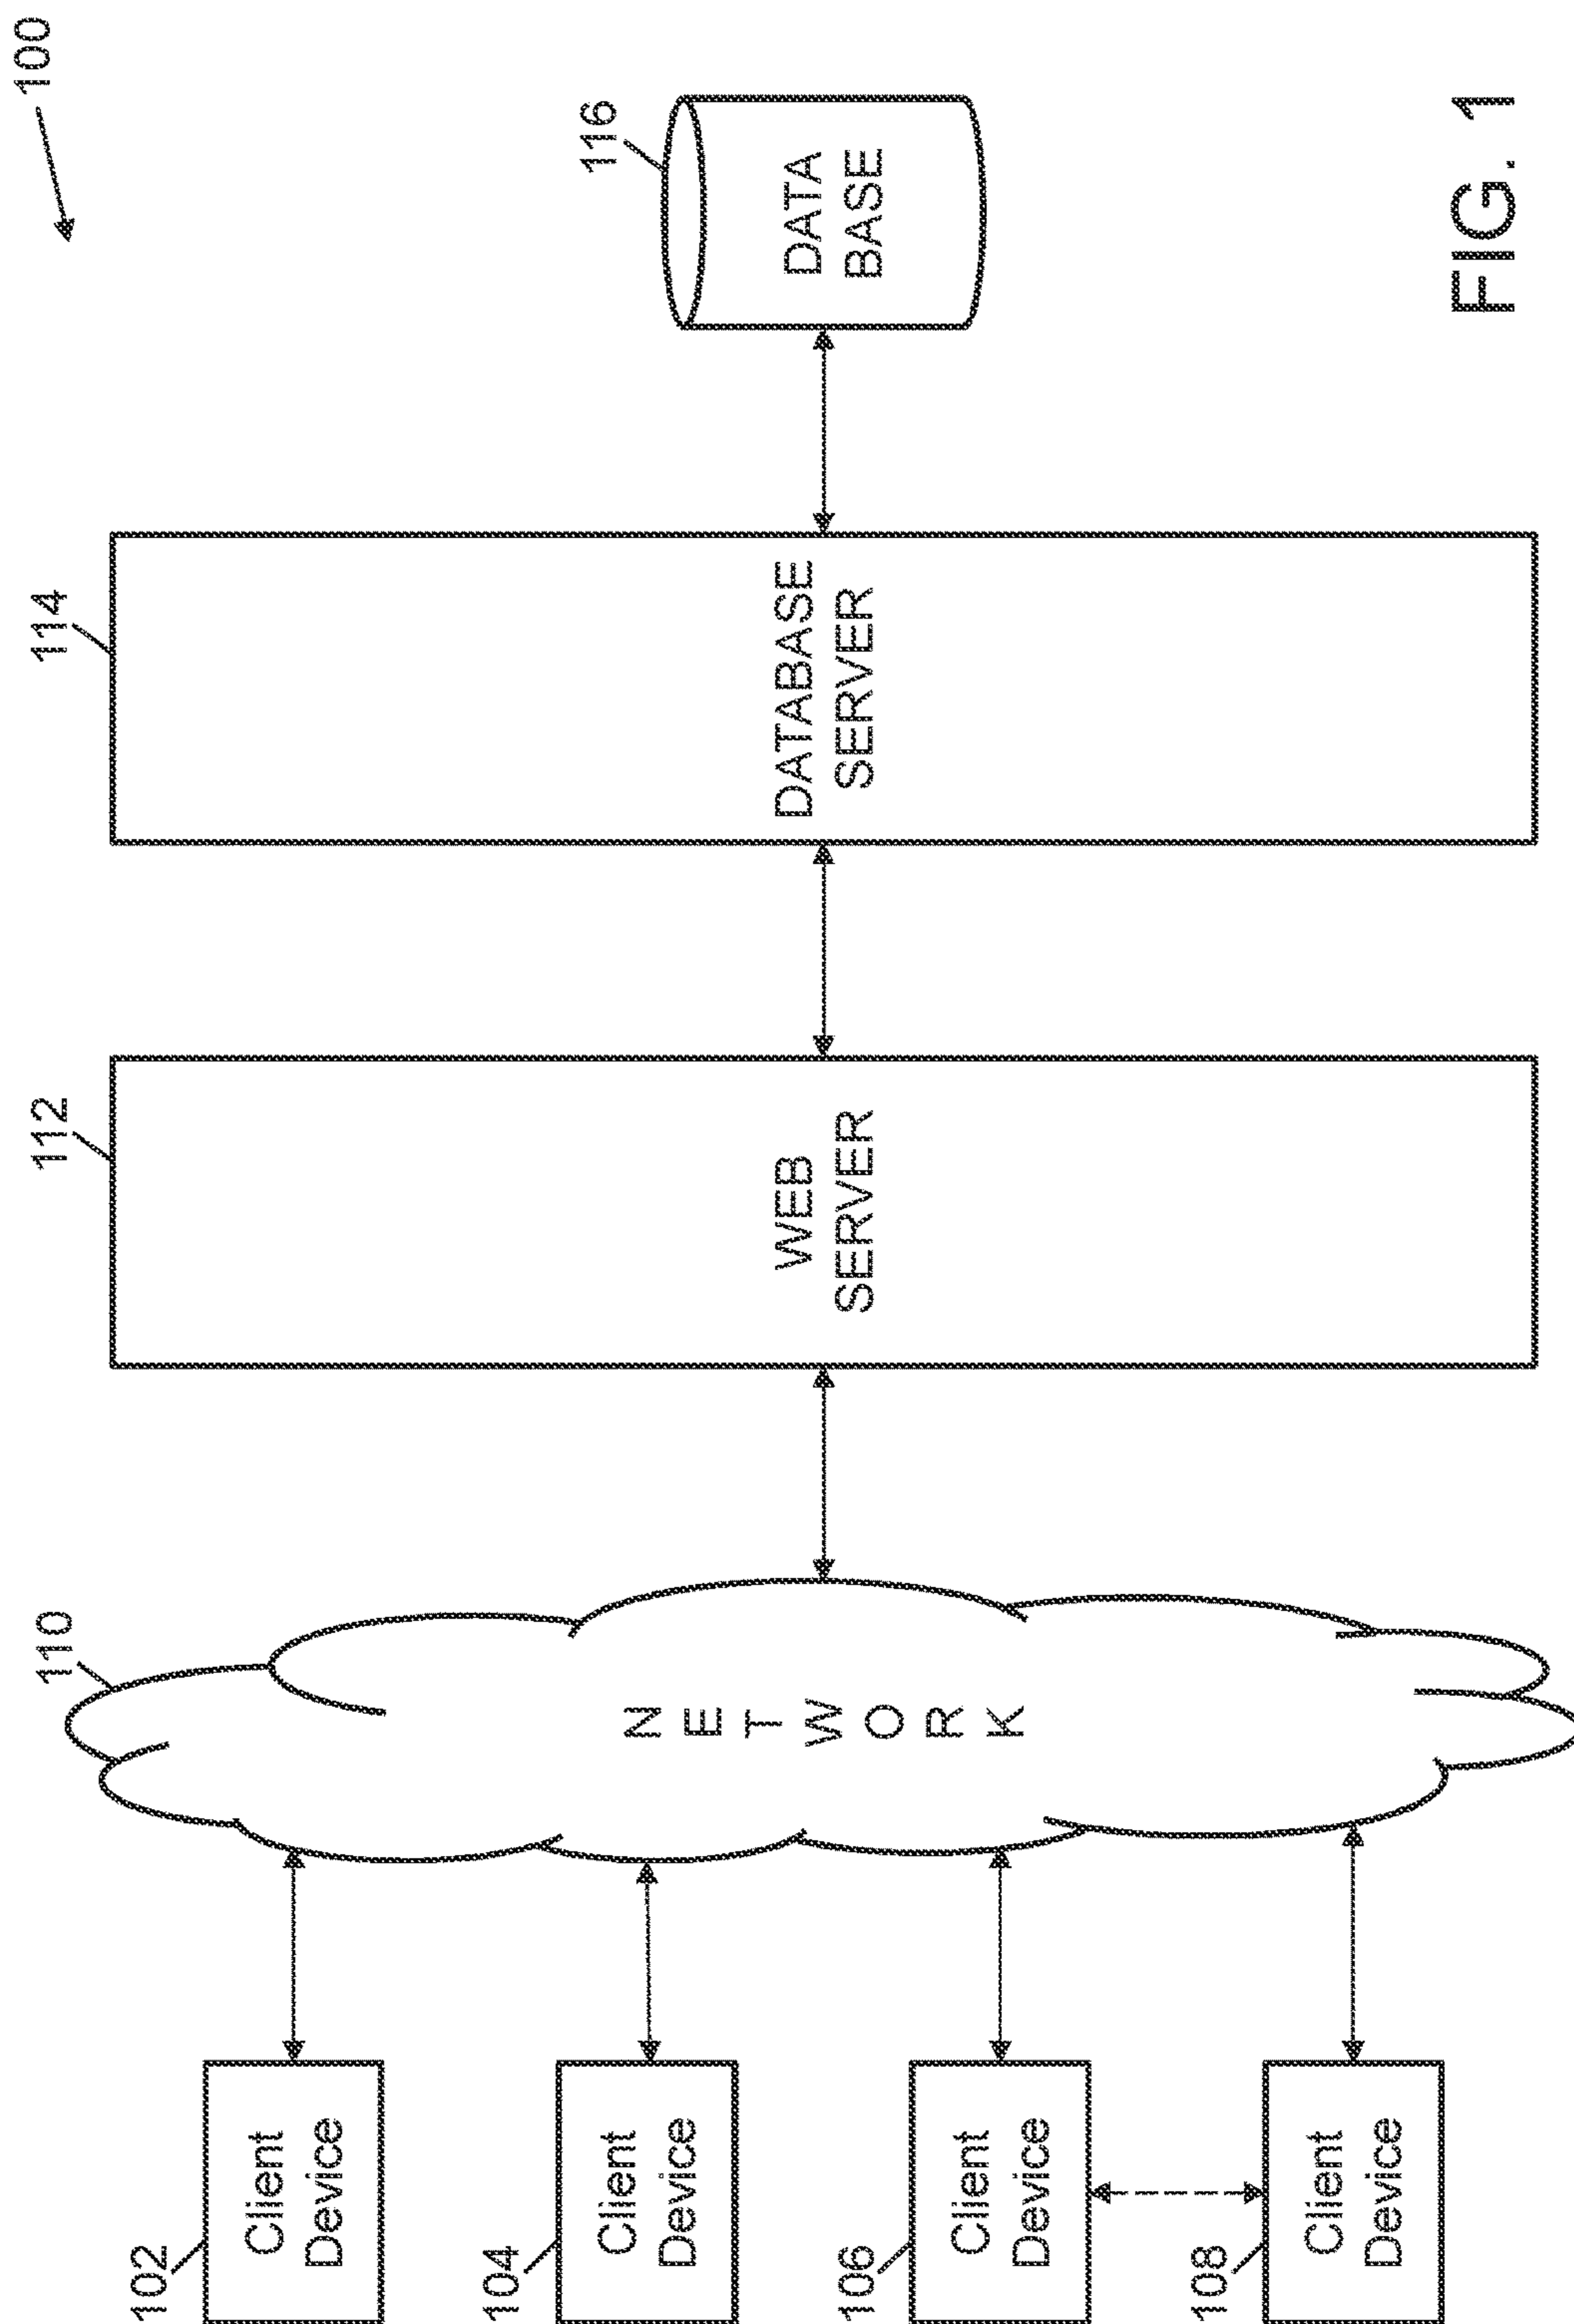 100
102
Client
Device
104
Client
Device
106
Client
Device
108
Client
Device
110
NETWORK
112
WEB
SERVER
114
DATABASE
SERVER
116
DATA
BASE
FIG. 1